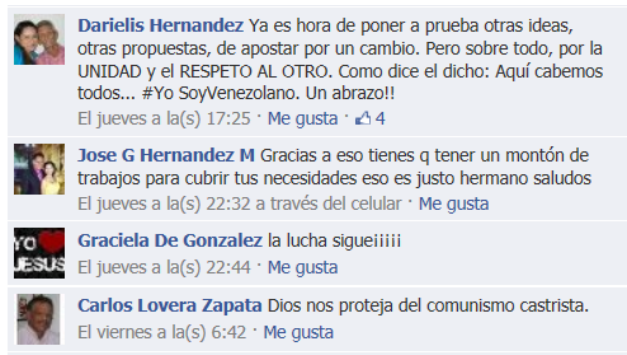 Darielis Hernandez Ya es hora de poner a prueba otras ideas,
otras propuestas, de apostar por un cambio. Pero sobre todo, por la
UNIDAD y el RESPETO AL OTRO. Como dice el dicho: Aquí cabemos
todos... #Yo SoyVenezolano. Un abrazo!!
El jueves a la(s) 17:25 · Me gusta · 4
Jose G Hernandez M Gracias a eso tienes q tener un montón de
trabajos para cubrir tus necesidades eso es justo hermano saludos
El jueves a la(s) 22:32 a través del celular · Me gusta
YO
JESUS
Graciela De Gonzalez la lucha sigue¡¡¡¡¡
El jueves a la(s) 22:44 · Me gusta
Carlos Lovera Zapata Dios nos proteja del comunismo castrista.
El viernes a la(s) 6:42 · Me gusta